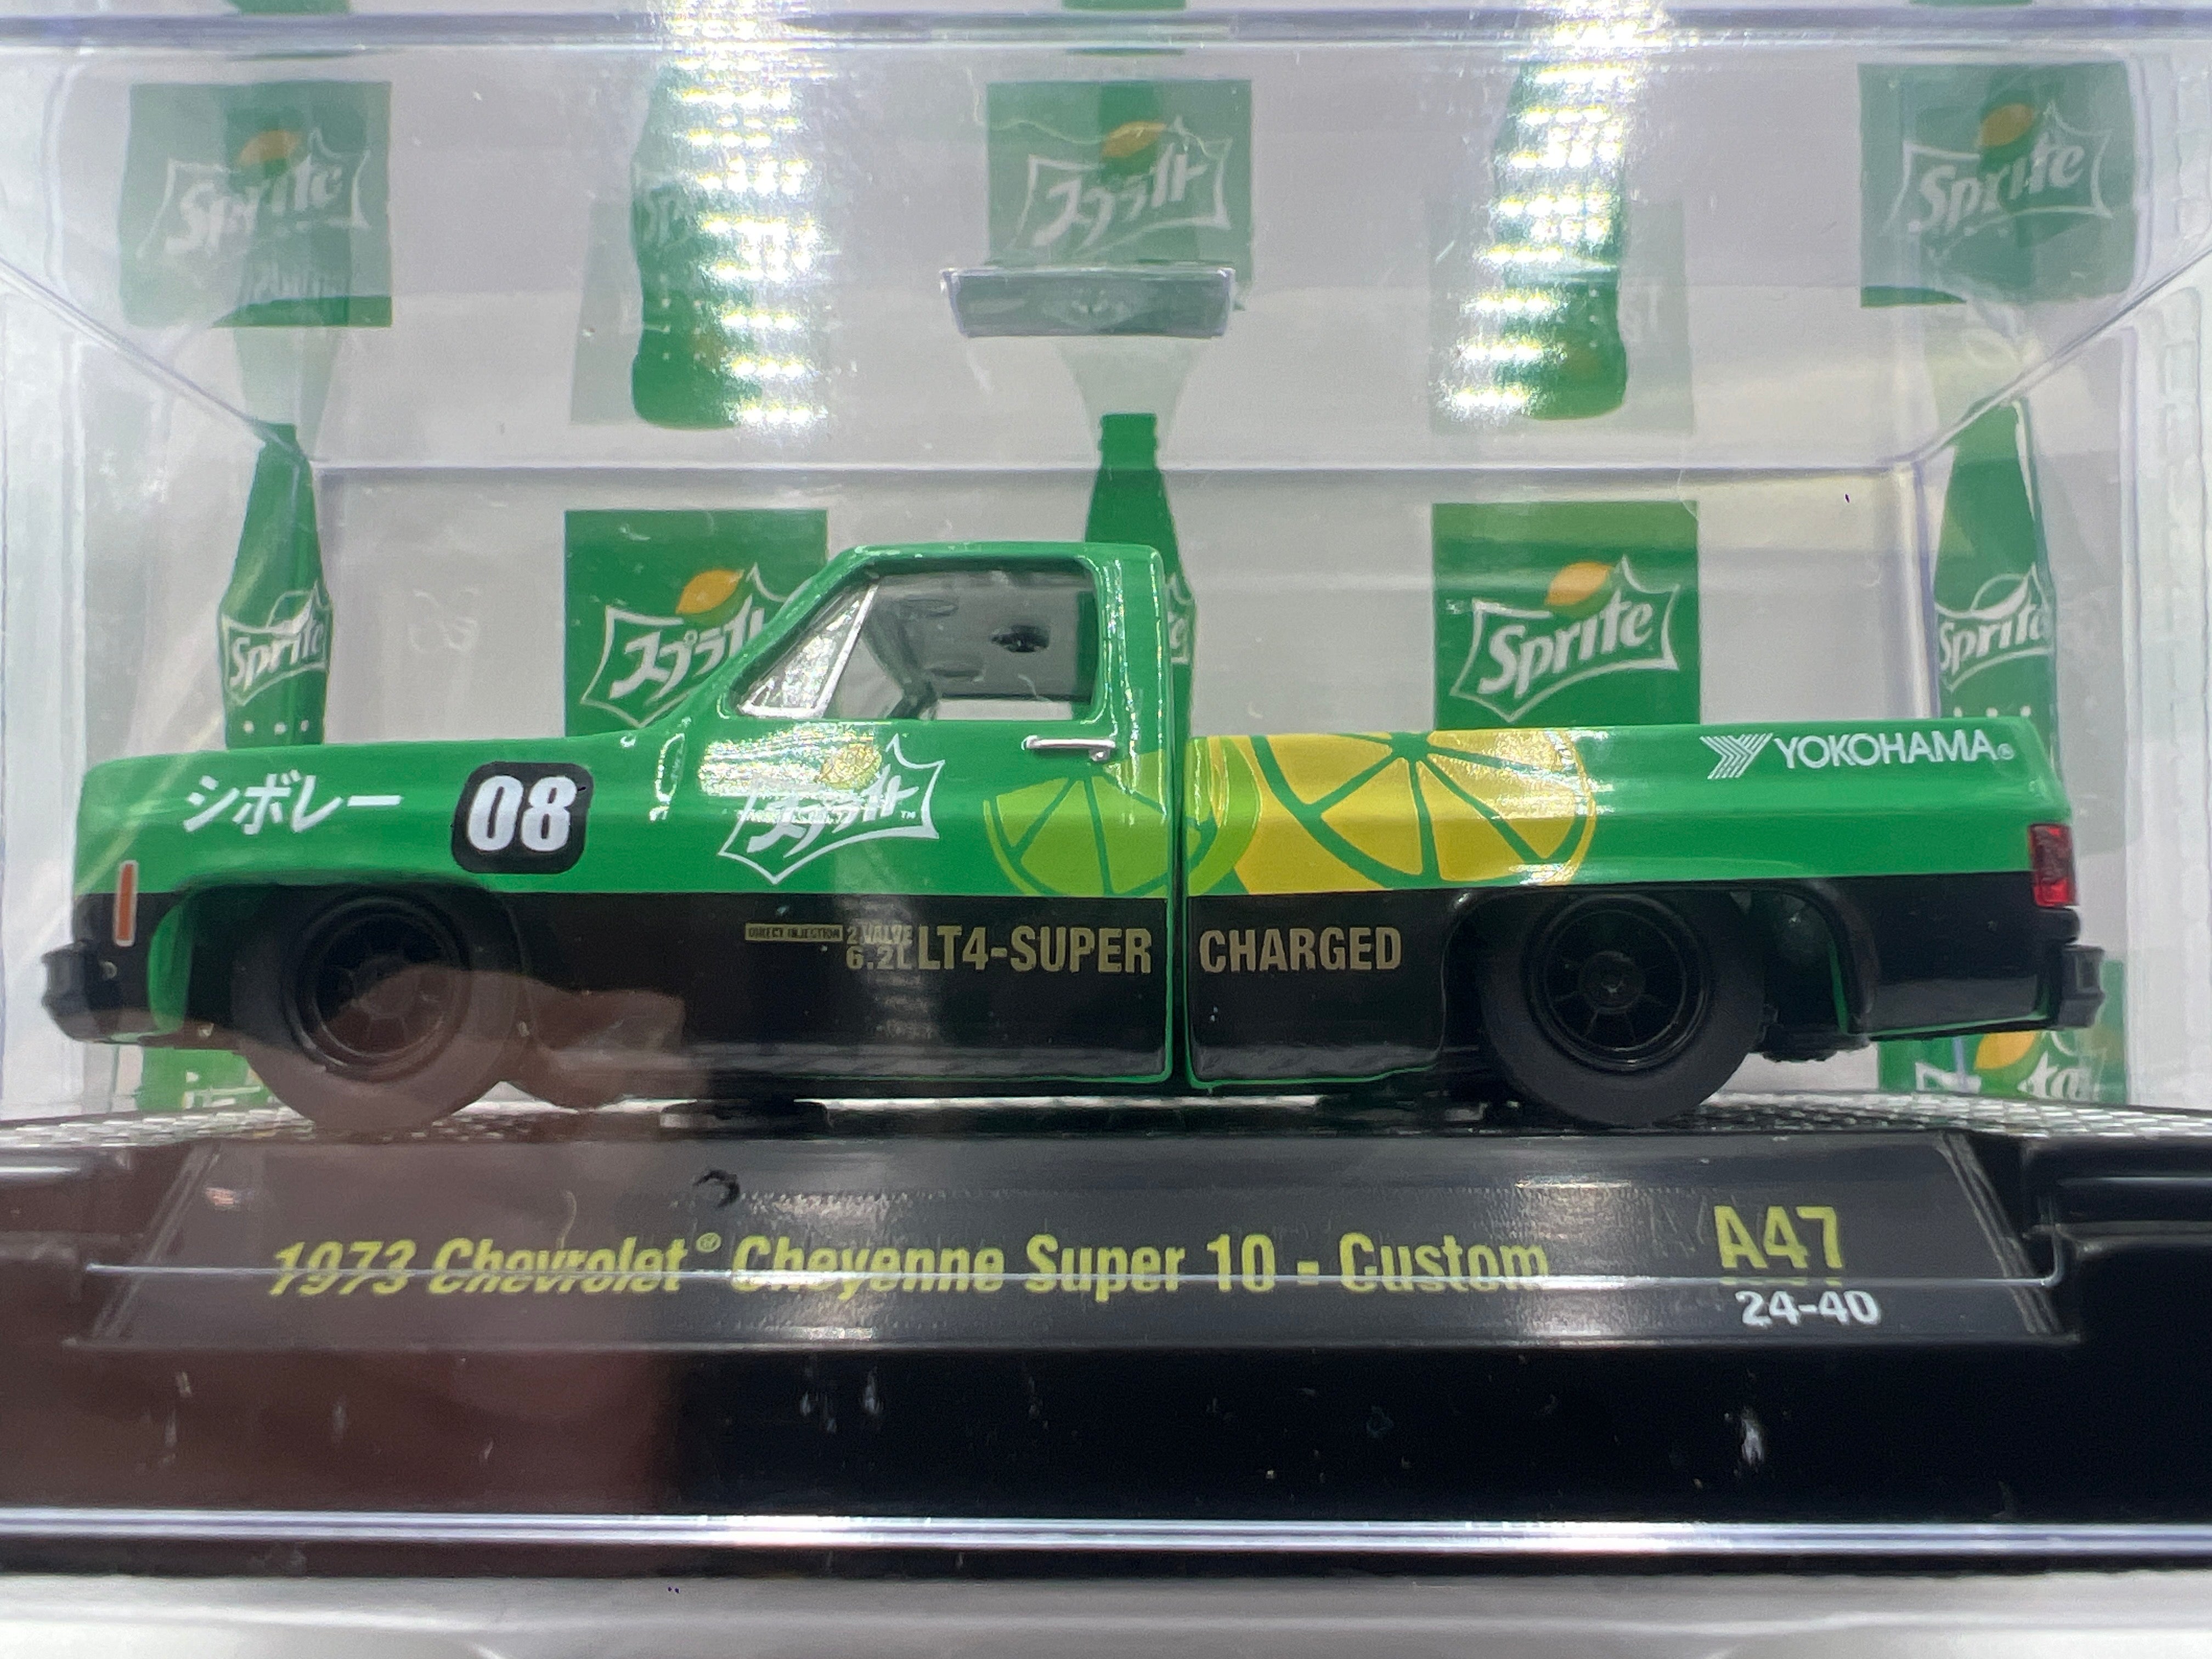 Sprite
スプライト
Sprite
スプライト
Sprite
Sprite
Sprite
シボレー
08
スプライト™
YOKOHAMA®
DIRECT INJECTION
2 VALVE
6.2L
LT4-SUPER CHARGED
1973 Chevrolet® Cheyenne Super 10 - Custom
A47
24-40